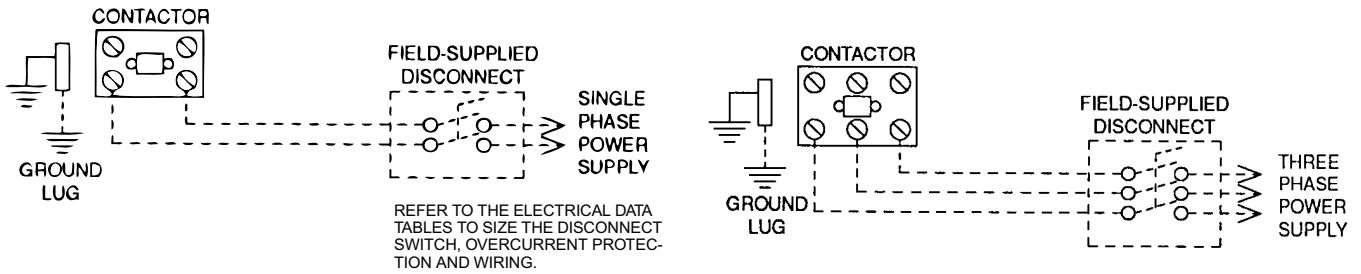 CONTACTOR
FIELD-SUPPLIED
DISCONNECT
SINGLE
PHASE
POWER
SUPPLY
GROUND
LUG
REFER TO THE ELECTRICAL DATA
TABLES TO SIZE THE DISCONNECT
SWITCH, OVERCURRENT PROTEC-
TION AND WIRING.
CONTACTOR
FIELD-SUPPLIED
DISCONNECT
THREE
PHASE
POWER
SUPPLY
GROUND
LUG